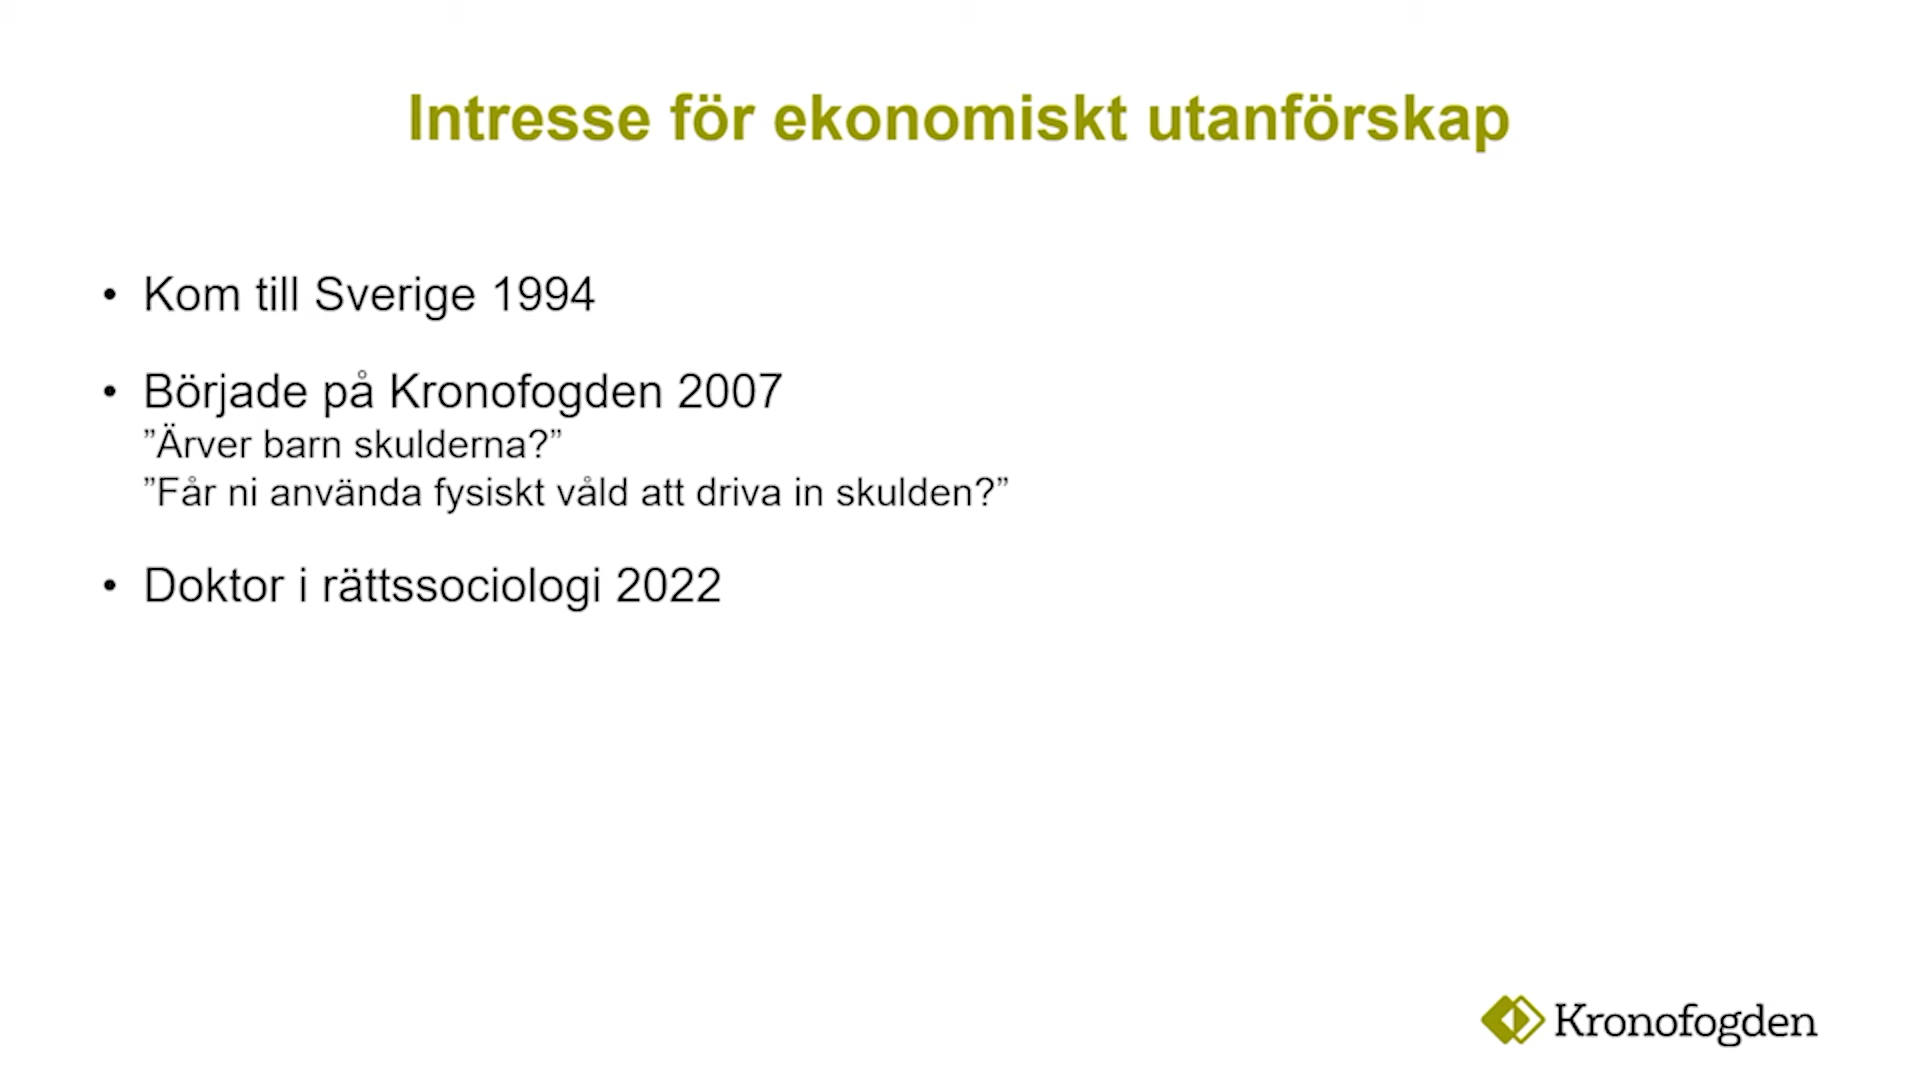 Intresse för ekonomiskt utanförskap
• Kom till Sverige 1994
• Började på Kronofogden 2007
”Ärver barn skulderna?”
”Får ni använda fysiskt våld att driva in skulden?”
• Doktor i rättssociologi 2022
Kronofogden